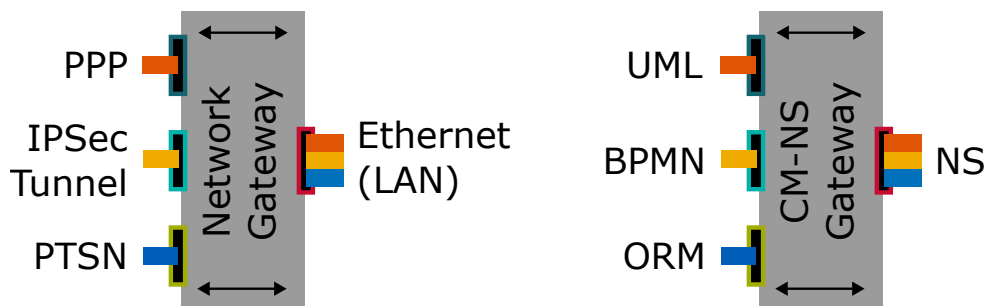 PPP
IPSec
Tunnel
PTSN
Network
Gateway
Ethernet
(LAN)
UML
BPMN
ORM
CM-NS
Gateway
NS